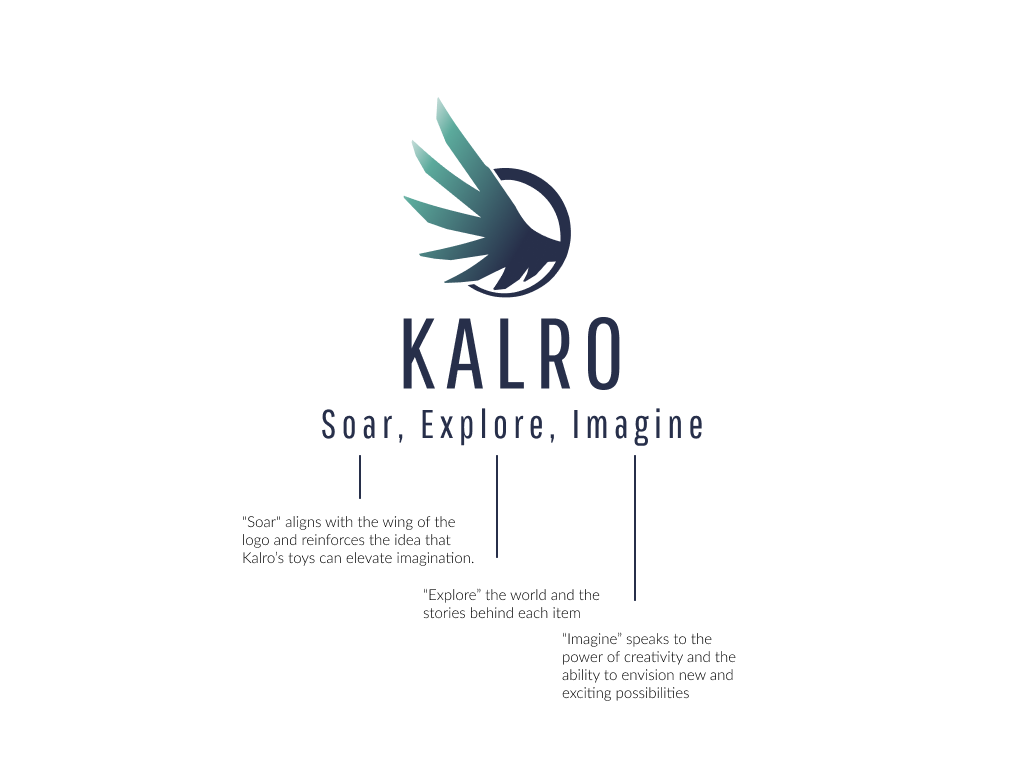 KALRO
Soar, Explore, Imagine
"Soar" aligns with the wing of the
logo and reinforces the idea that
Kalro's toys can elevate imagination.
“Explore” the world and the
stories behind each item
“Imagine” speaks to the
power of creativity and the
ability to envision new and
exciting possibilities